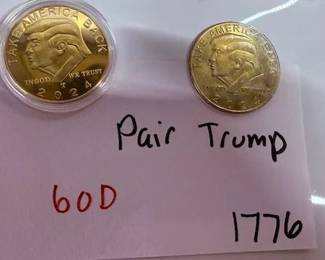 TAKE AMERICA BACK
IN GOD WE TRUST
T
2024
TAKE AMERICA BACK
2024
Pair Trump
60D
1776